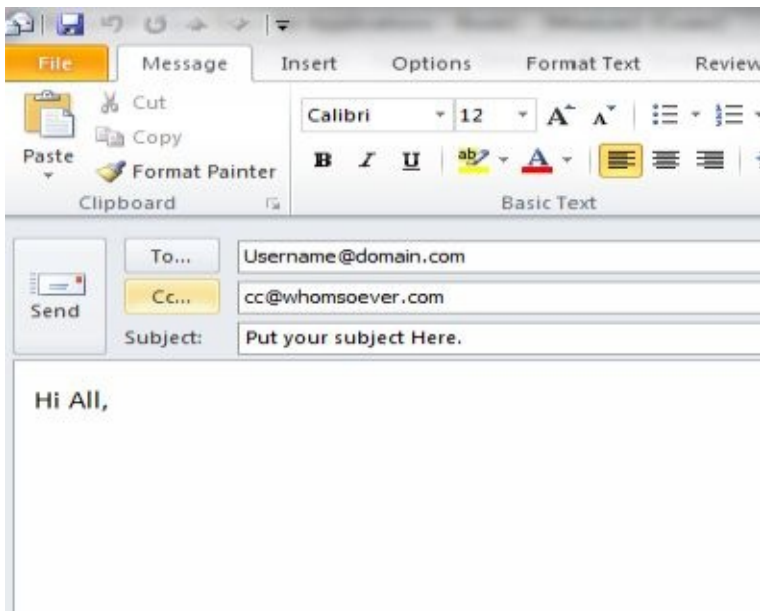 File Message Insert Options Format Text Review
Cut
Calibri 12 A A
Copy
Paste
Format Painter
B I U ab A
Clipboard Basic Text
To... Username@domain.com
Cc... cc@whomsoever.com
Send
Subject: Put your subject Here.
Hi All,